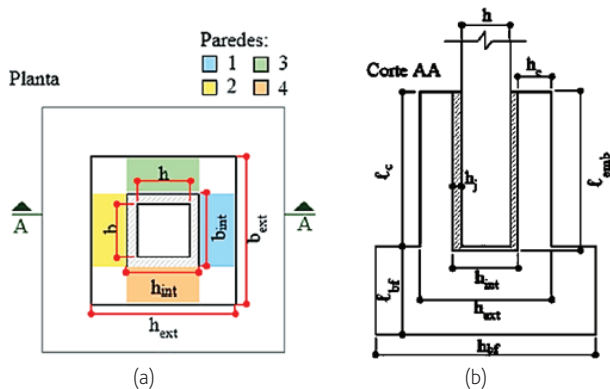 Planta
Paredes:
1 3
2 4
h
b
b_int
b_ext
h_int
h_ext
A
A
(a)
Corte AA
h
h_c
ℓ_c
h_j
ℓ_emb
h_int
ℓ_bf
h_ext
h_bf
(b)